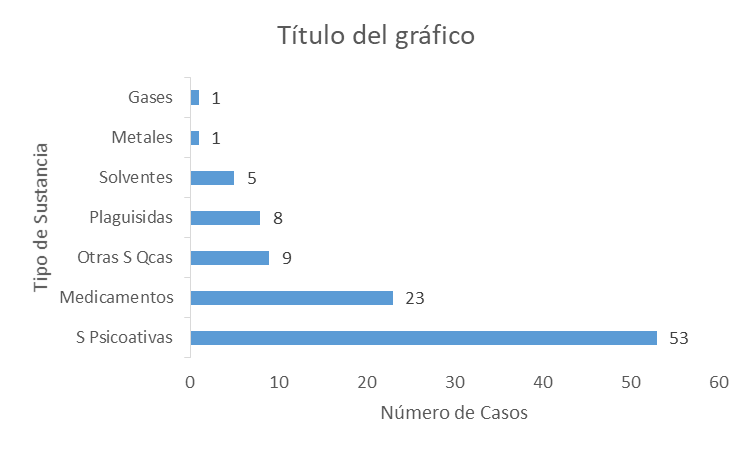 Título del gráfico
Tipo de Sustancia
Gases 1
Metales 1
Solventes 5
Plaguisidas 8
Otras S Qcas 9
Medicamentos 23
S Psicoativas 53
0 10 20 30 40 50 60
Número de Casos